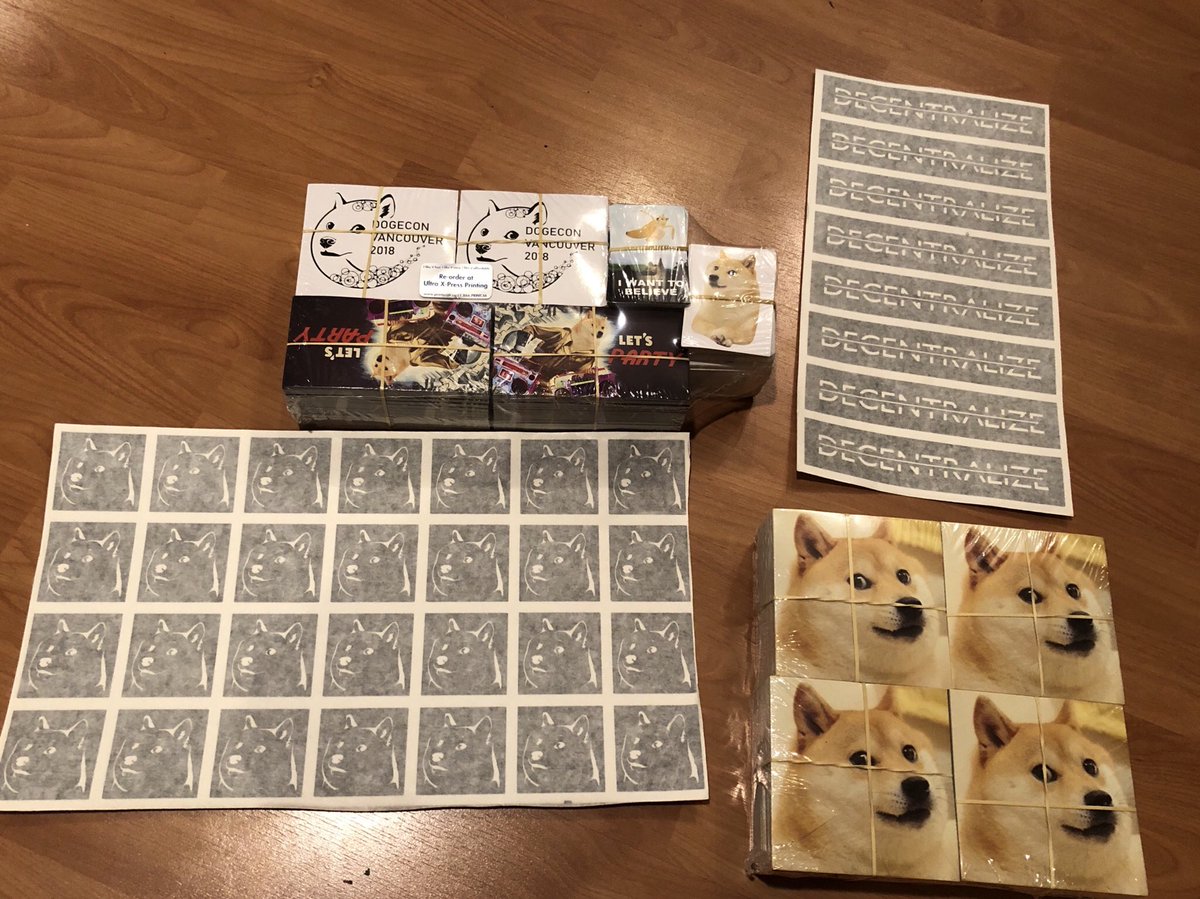 DOGECON
VANCOUVER
2018
DOGECON
VANCOUVER
2018
Re-order at
Ultra X-Press Printing
I WANT TO
BELIEVE
LET'S
PARTY
LET'S
PARTY
DECENTRALIZE
DECENTRALIZE
DECENTRALIZE
DECENTRALIZE
DECENTRALIZE
DECENTRALIZE
DECENTRALIZE
DECENTRALIZE